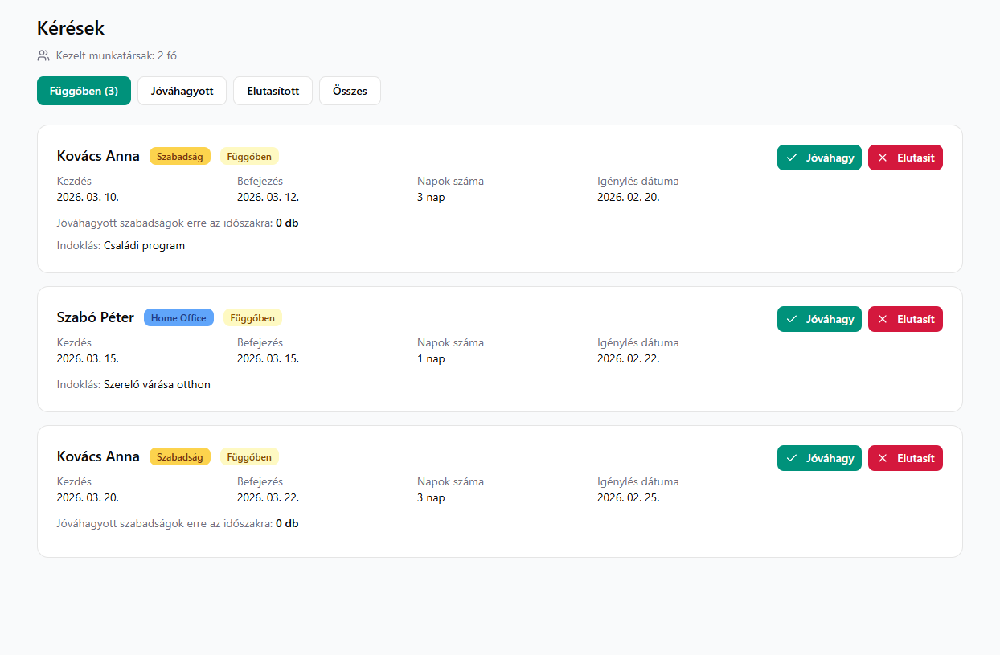 Kérések
Kezelt munkatársak: 2 fő
Függőben (3) Jóváhagyott Elutasított Összes
Kovács Anna Szabadság Függőben Jóváhagy Elutasít
Kezdés Befejezés Napok száma Igénylés dátuma
2026. 03. 10. 2026. 03. 12. 3 nap 2026. 02. 20.
Jóváhagyott szabadságok erre az időszakra: 0 db
Indoklás: Családi program
Szabó Péter Home Office Függőben Jóváhagy Elutasít
Kezdés Befejezés Napok száma Igénylés dátuma
2026. 03. 15. 2026. 03. 15. 1 nap 2026. 02. 22.
Indoklás: Szerelő várása otthon
Kovács Anna Szabadság Függőben Jóváhagy Elutasít
Kezdés Befejezés Napok száma Igénylés dátuma
2026. 03. 20. 2026. 03. 22. 3 nap 2026. 02. 25.
Jóváhagyott szabadságok erre az időszakra: 0 db